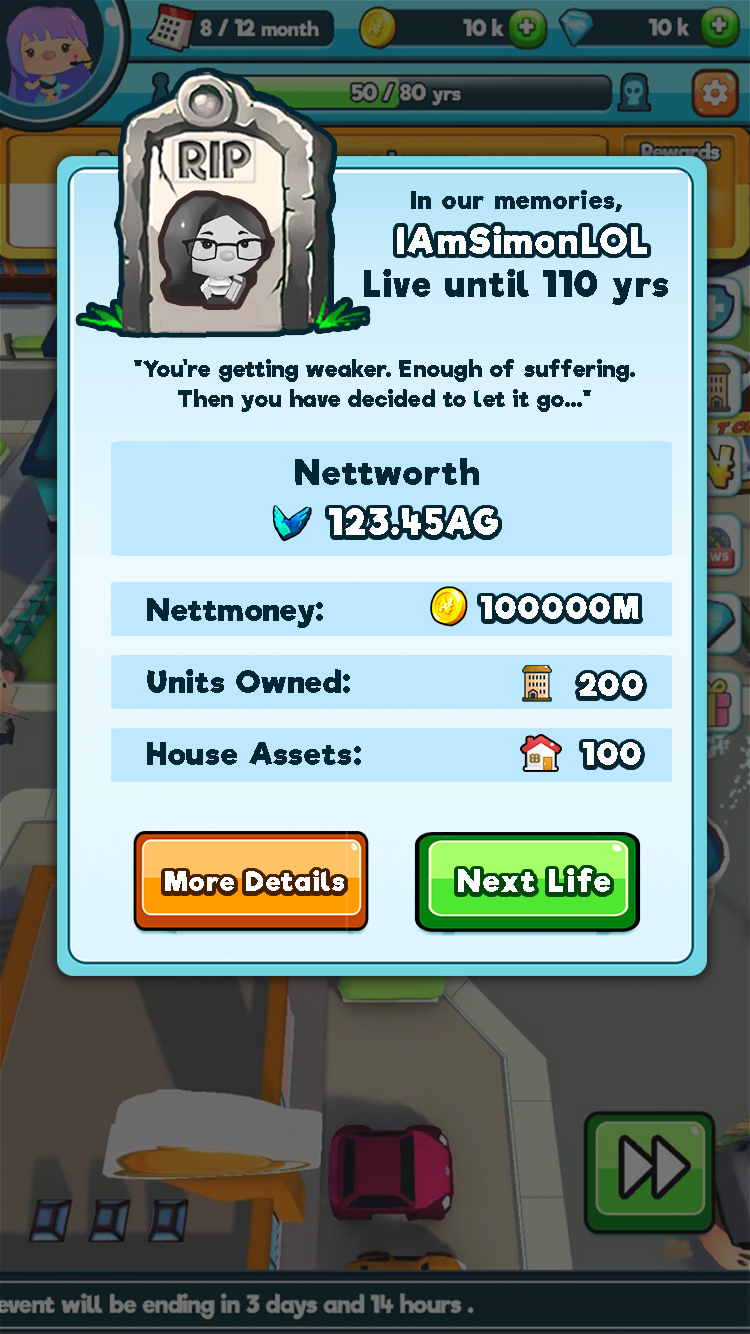 8 / 12 month
10 k
10 k
50 / 80 yrs
Rewards
RIP
In our memories,
IAmSimonLOL
Live until 110 yrs
"You're getting weaker. Enough of suffering.
Then you have decided to let it go..."
Nettworth
123.45AG
Nettmoney:
100000M
Units Owned:
200
House Assets:
100
More Details
Next Life
event will be ending in 3 days and 14 hours .